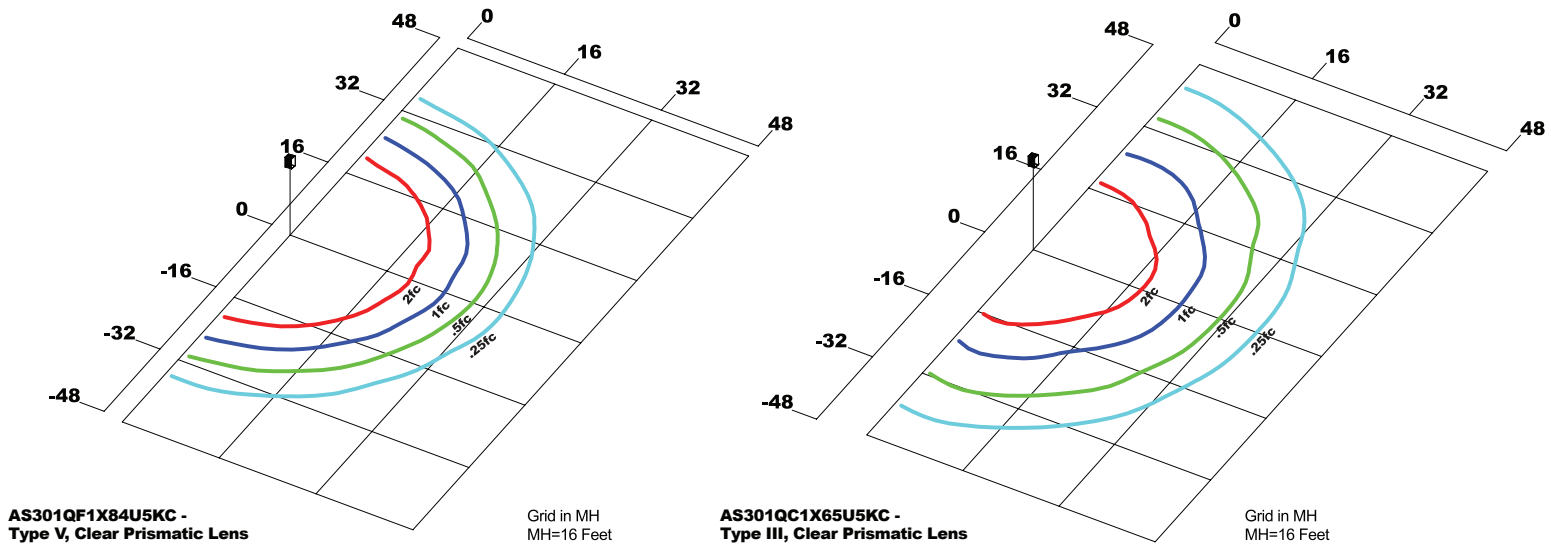 48
0
16
32
48
32
16
0
-16
-32
-48
2fc
1fc
.5fc
.25fc
AS301QF1X84U5KC -
Type V, Clear Prismatic Lens
Grid in MH
MH=16 Feet
48
0
16
32
48
32
16
0
-16
-32
-48
2fc
1fc
.5fc
.25fc
AS301QC1X65U5KC -
Type III, Clear Prismatic Lens
Grid in MH
MH=16 Feet